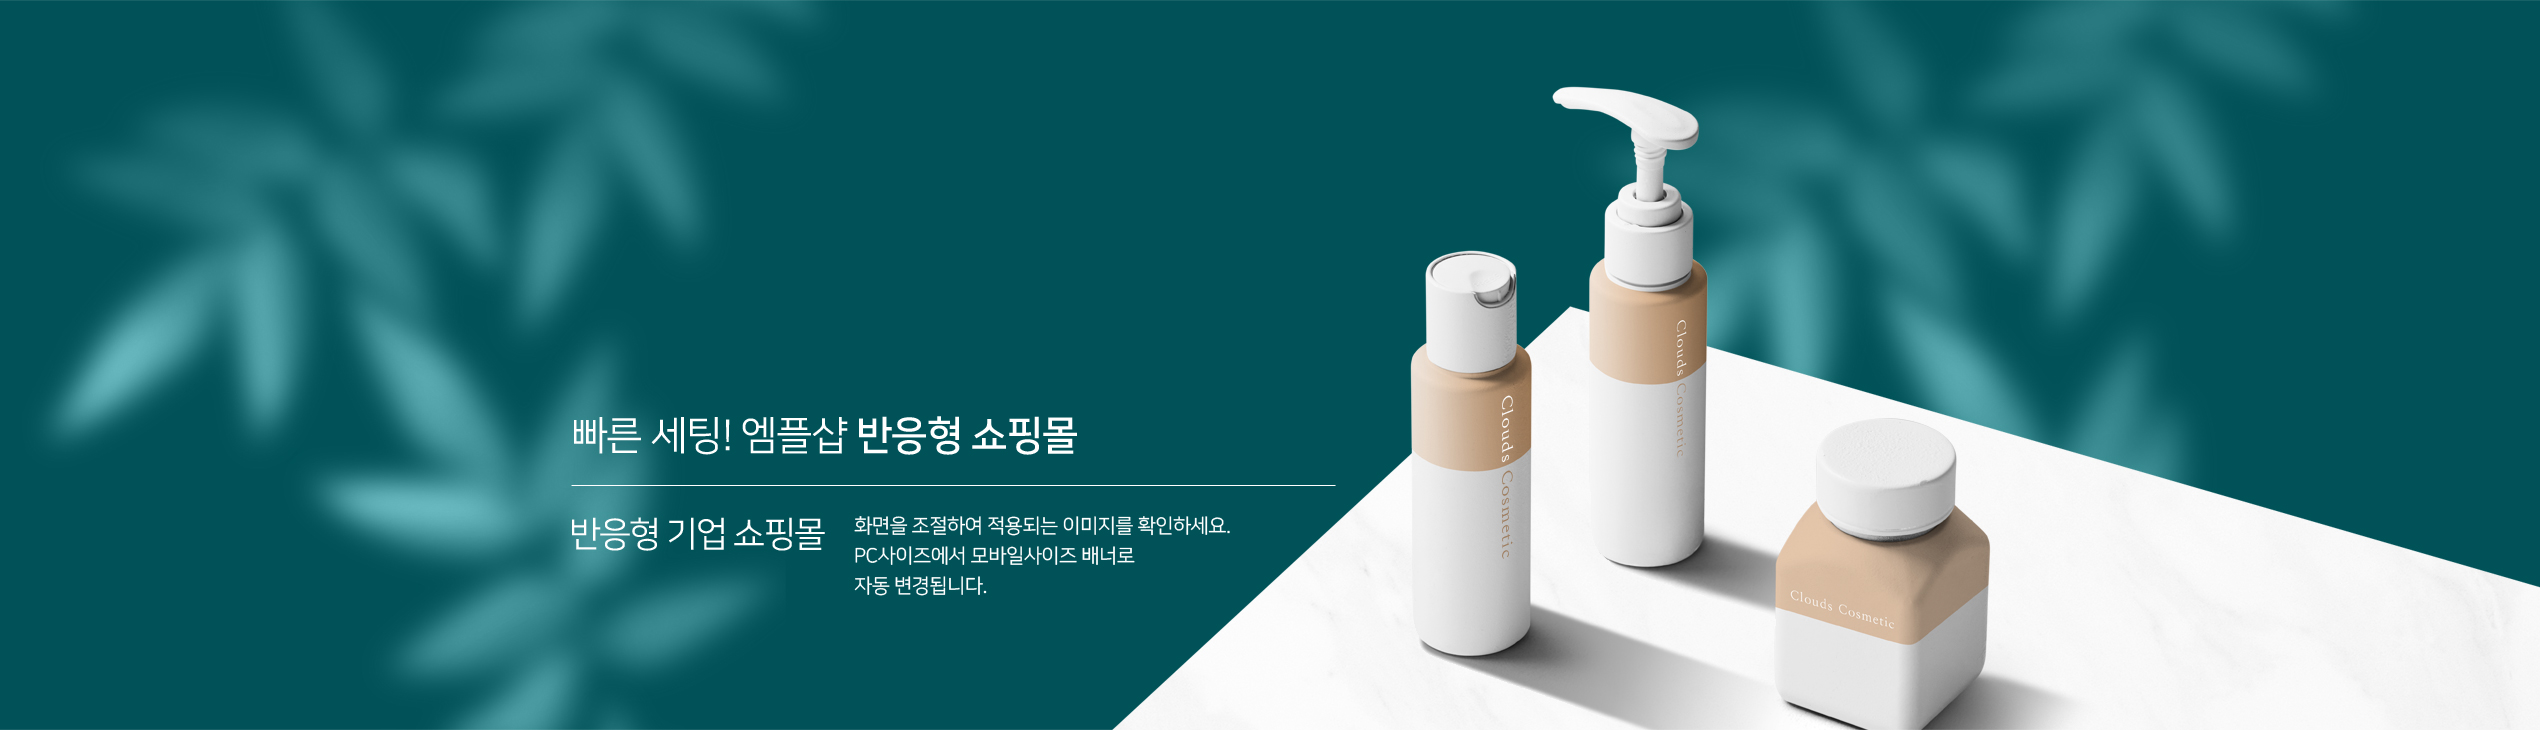 빠른 세팅! 엠플샵 반응형 쇼핑몰
반응형 기업 쇼핑몰
화면을 조절하여 적용되는 이미지를 확인하세요.
PC사이즈에서 모바일사이즈 배너로
자동 변경됩니다.
Clouds Cosmetic
Clouds Cosmetic
Clouds Cosmetic